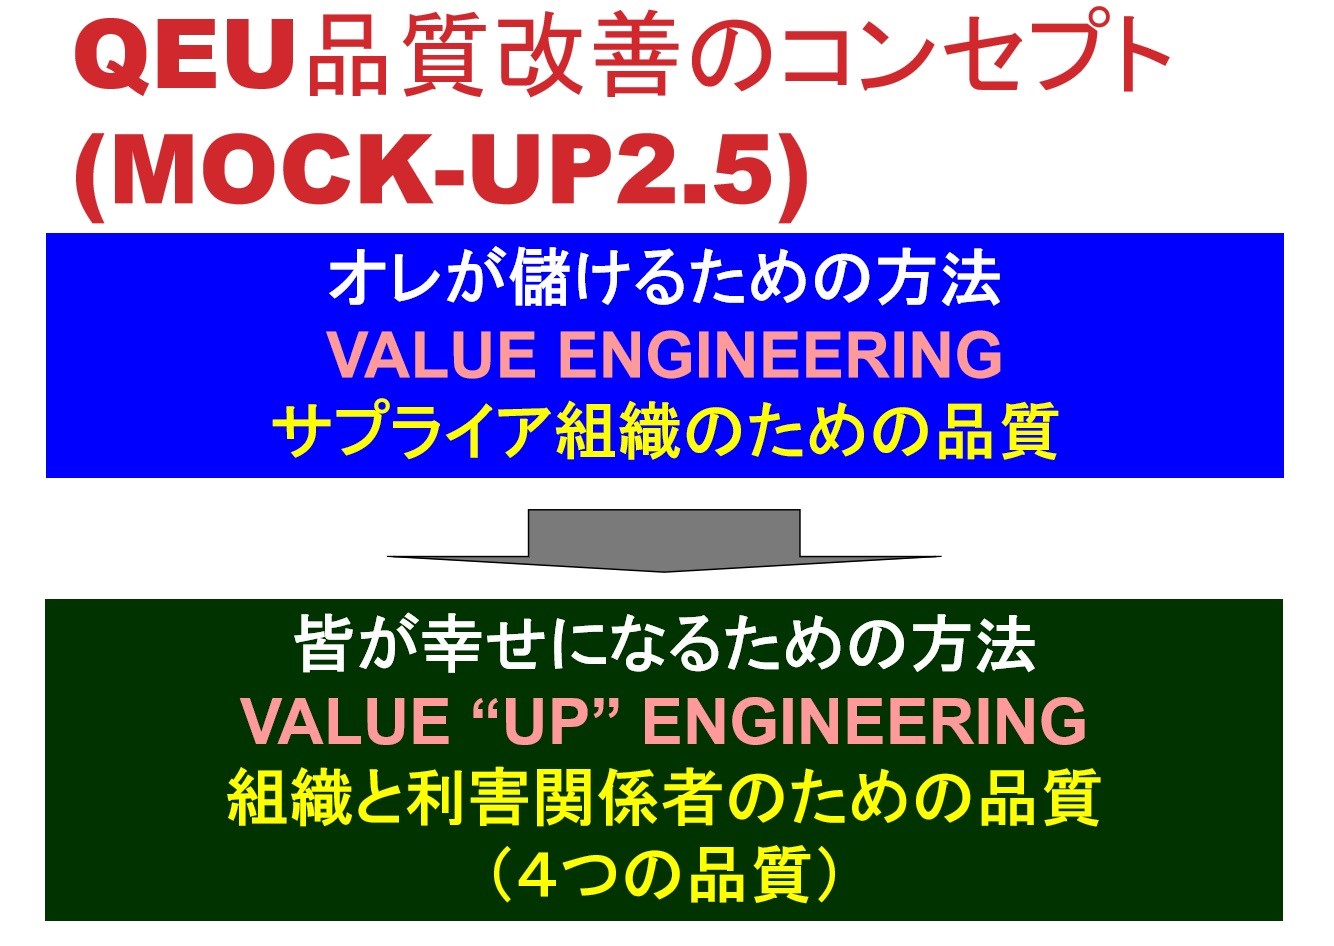 QEU品質改善のコンセプト
(MOCK-UP2.5)
オレが儲けるための方法
VALUE ENGINEERING
サプライア組織のための品質
皆が幸せになるための方法
VALUE “UP” ENGINEERING
組織と利害関係者のための品質
（４つの品質）